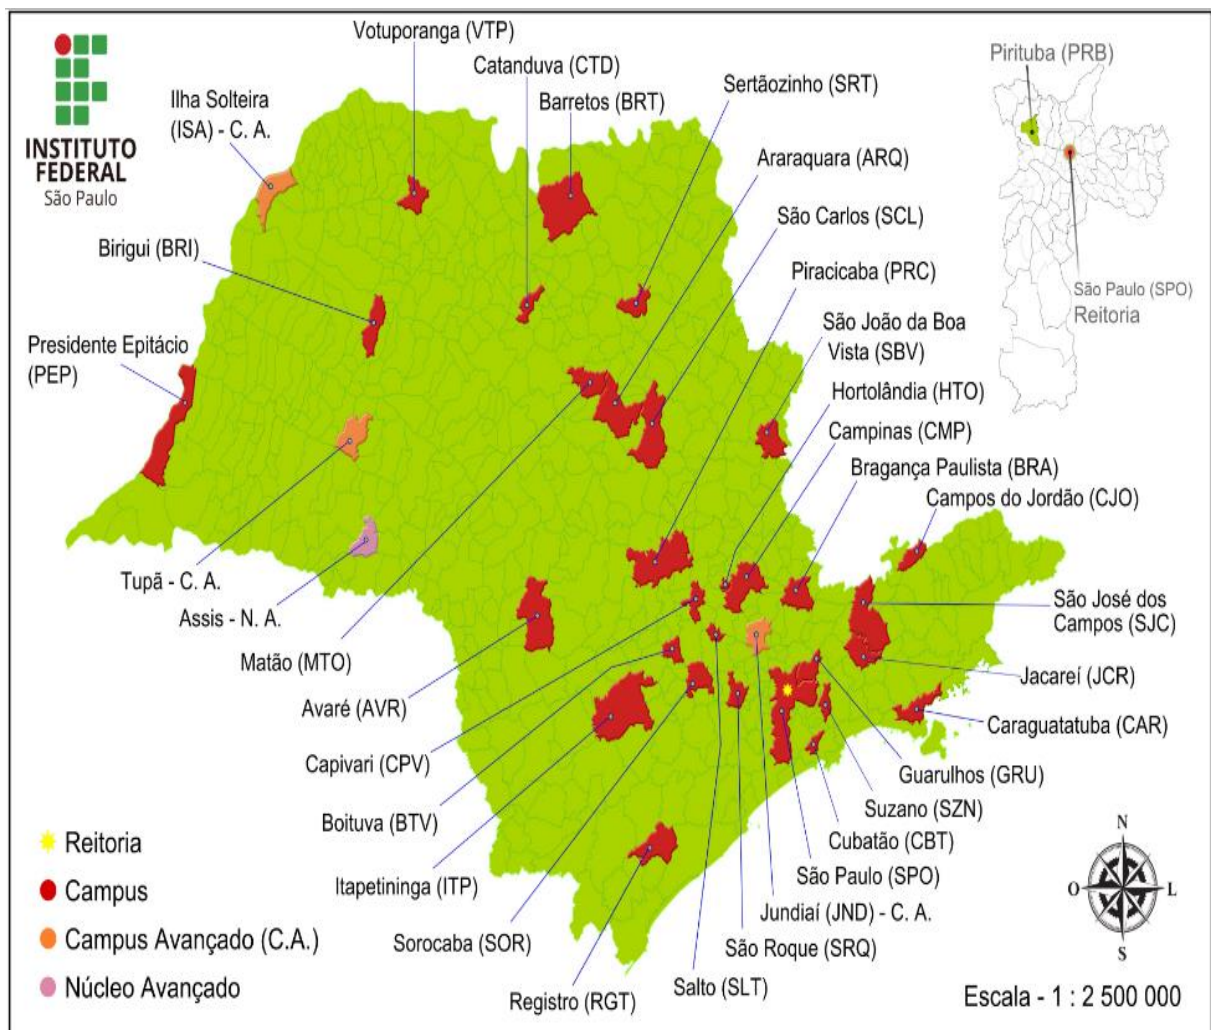 INSTITUTO
FEDERAL
São Paulo
Votuporanga (VTP)
Catanduva (CTD)
Barretos (BRT)
Sertãozinho (SRT)
Ilha Solteira
(ISA) - C. A.
Araraquara (ARQ)
São Carlos (SCL)
Birigui (BRI)
Piracicaba (PRC)
São João da Boa
Vista (SBV)
Presidente Epitácio
(PEP)
Hortolândia (HTO)
Campinas (CMP)
Bragança Paulista (BRA)
Campos do Jordão (CJO)
Pirituba (PRB)
São Paulo (SPO)
Reitoria
Tupã - C. A.
Assis - N. A.
São José dos
Campos (SJC)
Matão (MTO)
Jacareí (JCR)
Avaré (AVR)
Caraguatatuba (CAR)
Capivari (CPV)
Guarulhos (GRU)
Boituva (BTV)
Suzano (SZN)
Cubatão (CBT)
Itapetininga (ITP)
São Paulo (SPO)
Jundiaí (JND) - C. A.
Sorocaba (SOR)
São Roque (SRQ)
Salto (SLT)
Registro (RGT)
Reitoria
Campus
Campus Avançado (C.A.)
Núcleo Avançado
N
O
L
S
Escala - 1 : 2 500 000